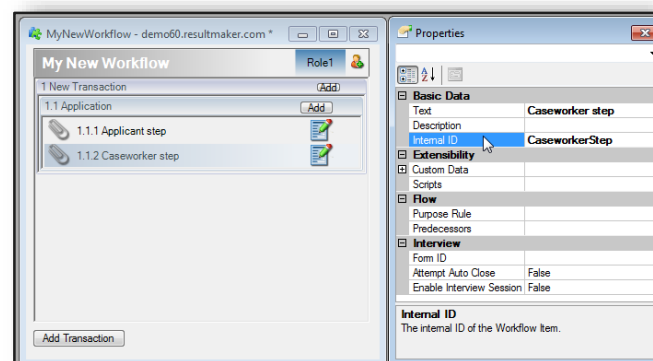 MyNewWorkflow - demo60.resultmaker.com *
My New Workflow
Role1
1 New Transaction
(Add)
1.1 Application
Add
1.1.1 Applicant step
1.1.2 Caseworker step
Add Transaction
Properties
Basic Data
Text Caseworker step
Description
Internal ID CaseworkerStep
Extensibility
Custom Data
Scripts
Flow
Purpose Rule
Predecessors
Interview
Form ID
Attempt Auto Close False
Enable Interview Session False
Internal ID
The internal ID of the Workflow Item.